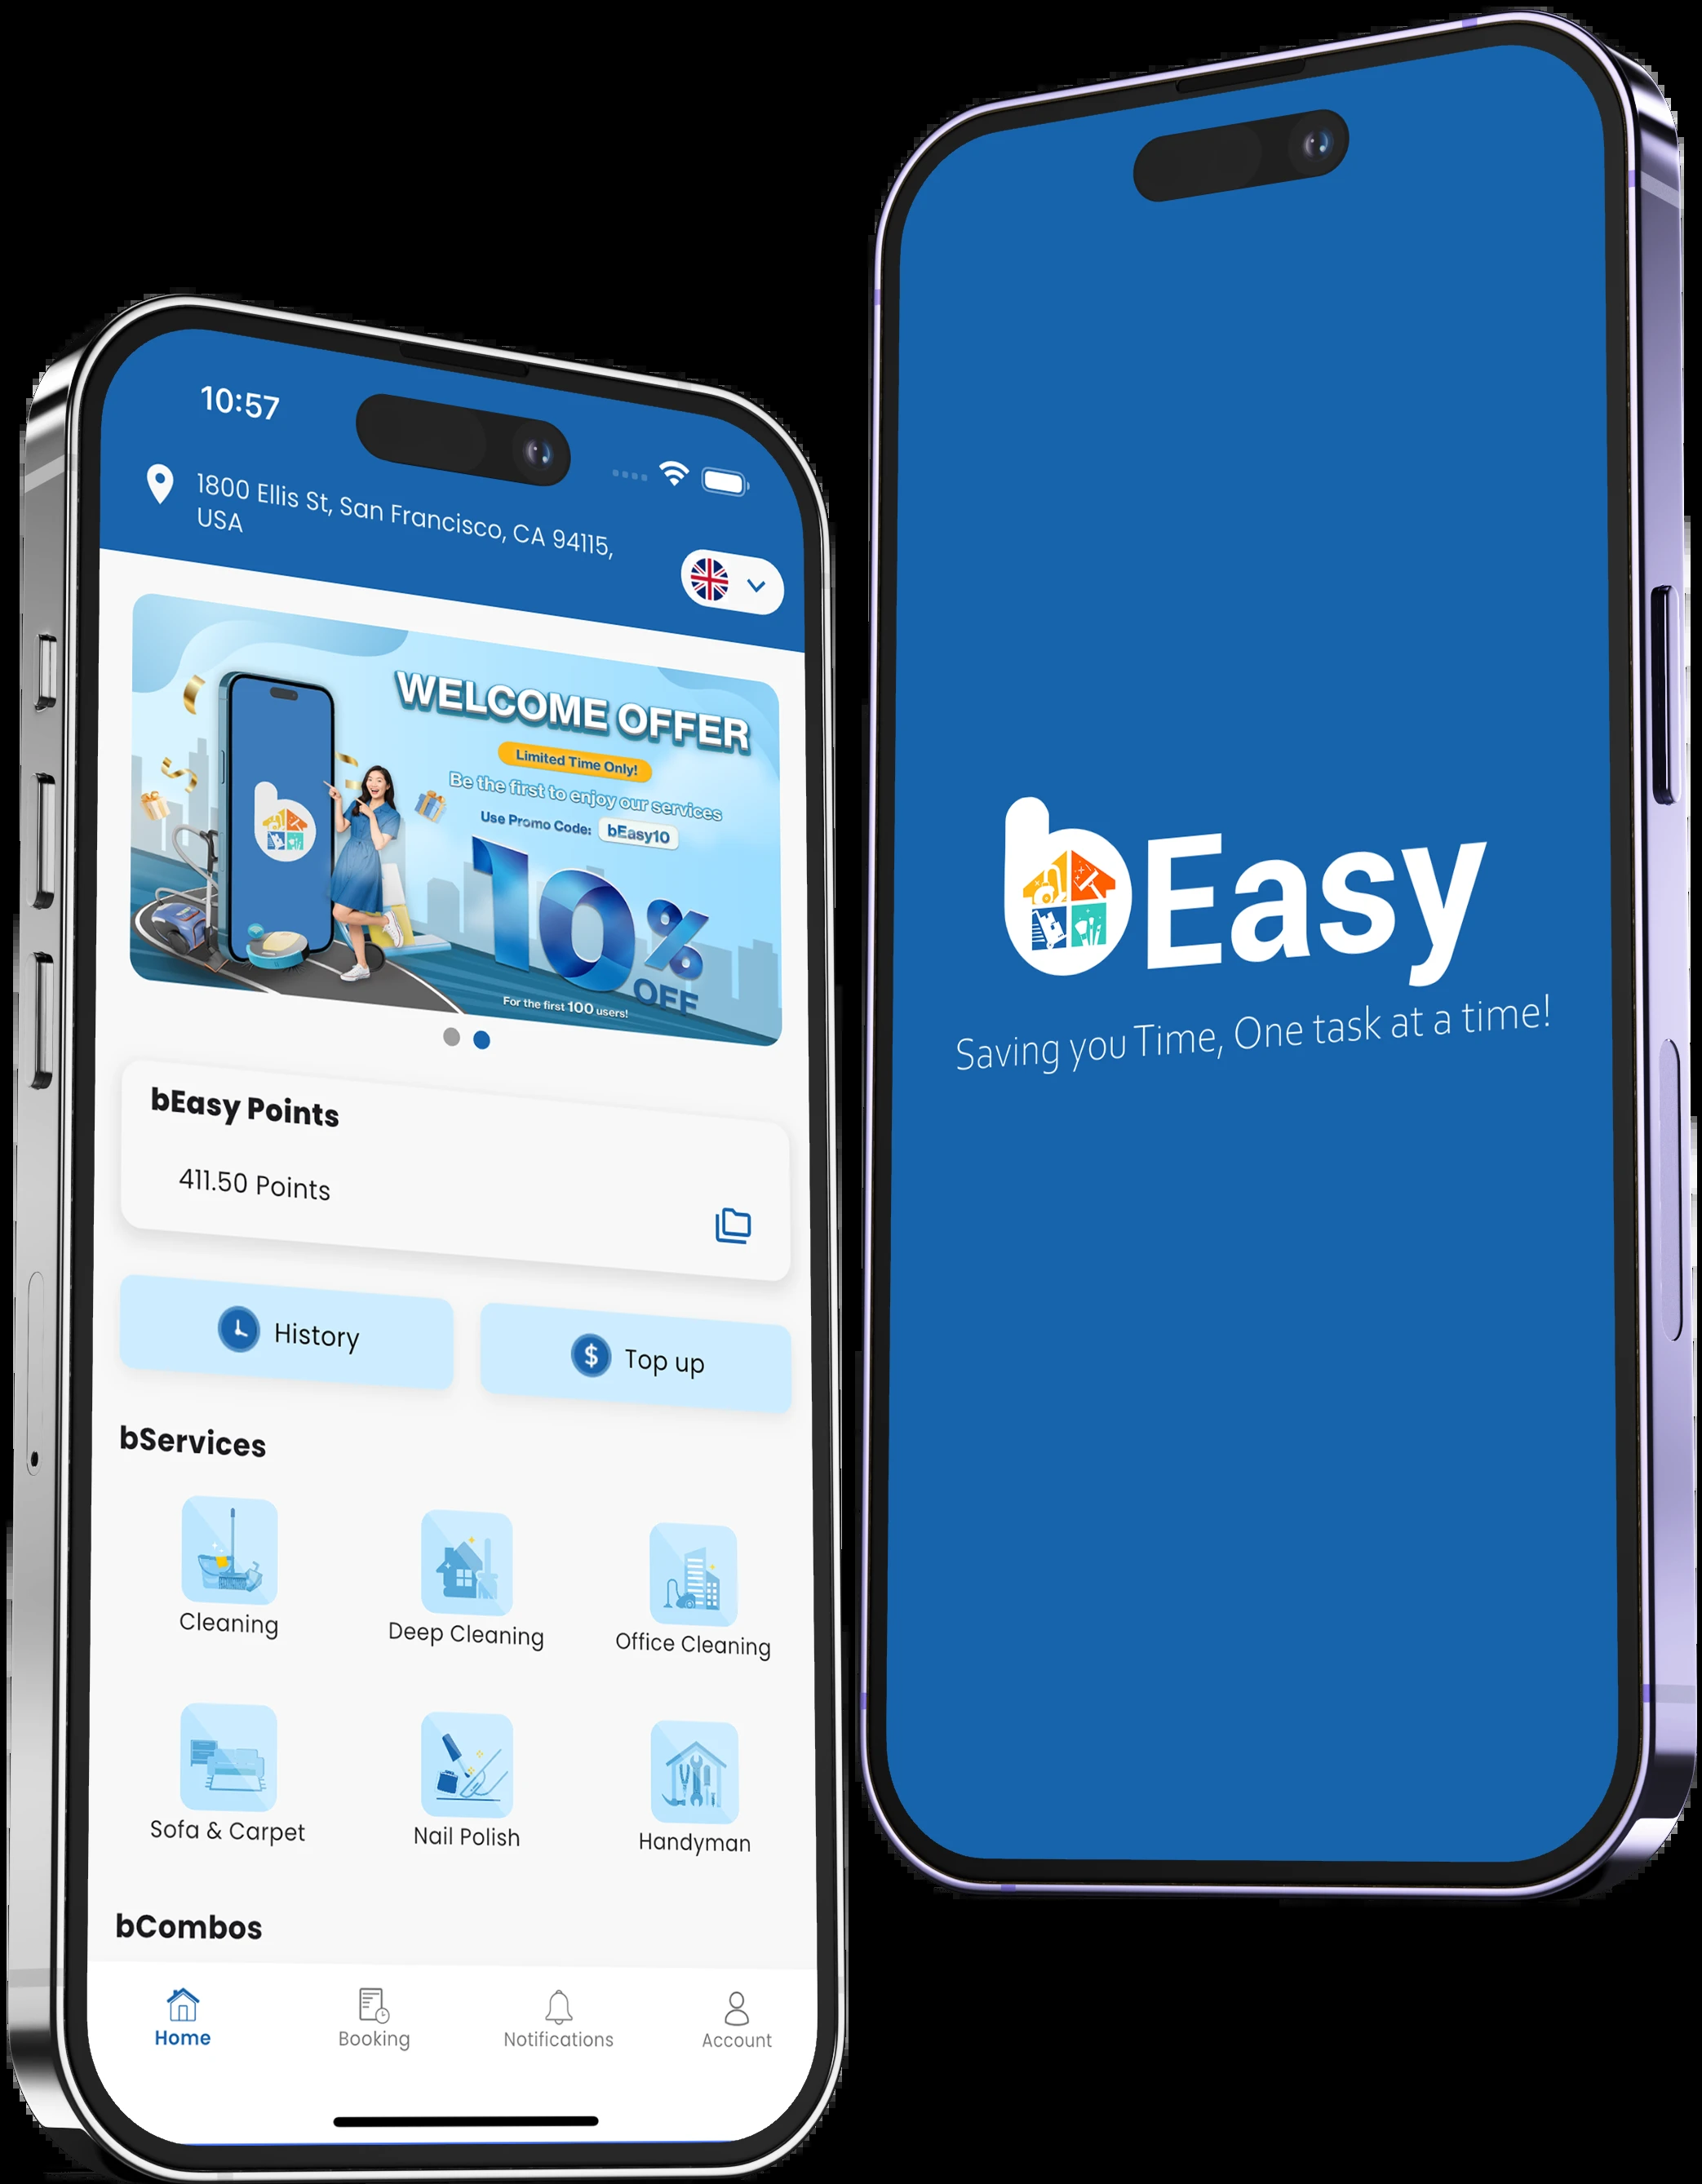 10:57
1800 Ellis St, San Francisco, CA 94115,
USA
WELCOME OFFER
Limited Time Only!
Be the first to enjoy our services
Use Promo Code: bEasy10
10%
OFF
For the first 100 users!
bEasy Points
411.50 Points
History
$ Top up
bServices
Cleaning
Deep Cleaning
Office Cleaning
Sofa & Carpet
Nail Polish
Handyman
bCombos
Home
Booking
Notifications
Account
bEasy
Saving you Time, One task at a time!